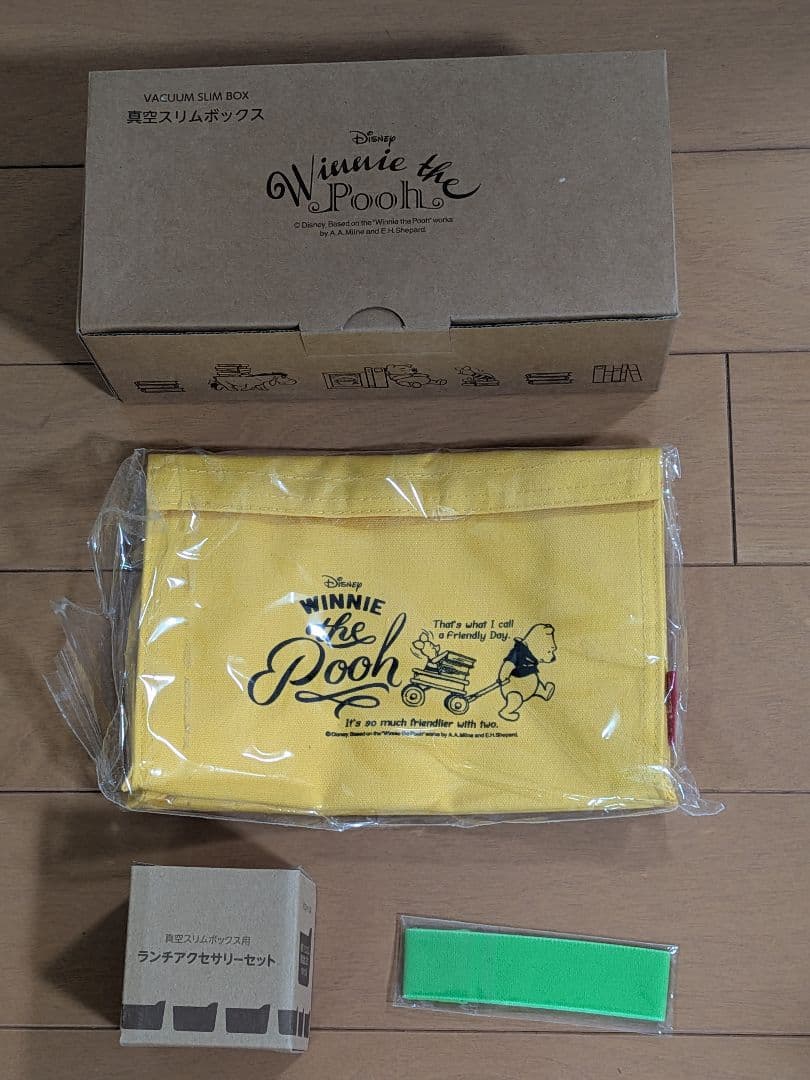 VACUUM SLIM BOX
真空スリムボックス
Disney
Winnie the
Pooh
© Disney. Based on the "Winnie the Pooh" works
by A.A.Milne and E.H.Shepard.
Disney
WINNIE
the
Pooh
That's what I call
a Friendly Day.
It's so much friendlier with two.
© Disney. Based on the "Winnie the Pooh" works by A.A.Milne and E.H.Shepard.
真空スリムボックス用
ランチアクセサリーセット